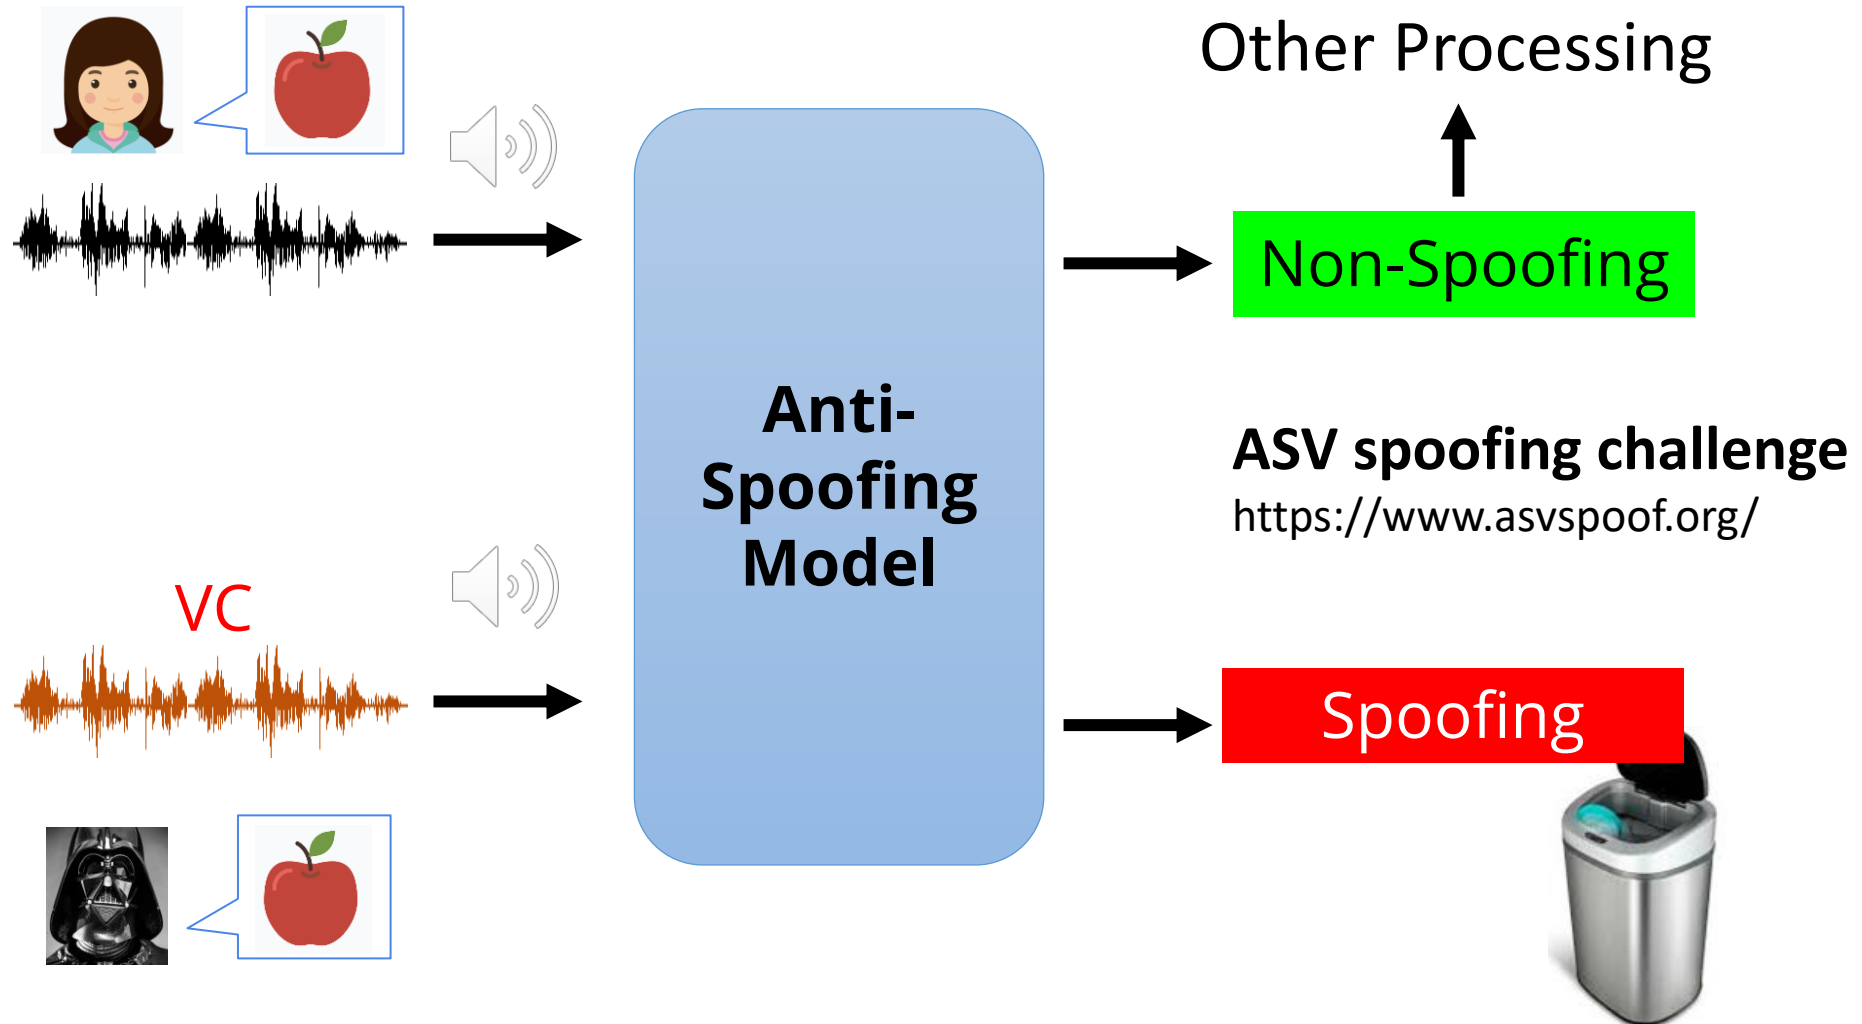 Other Processing
Non-Spoofing
Anti-
Spoofing
Model
ASV spoofing challenge
https://www.asvspoof.org/
VC
Spoofing